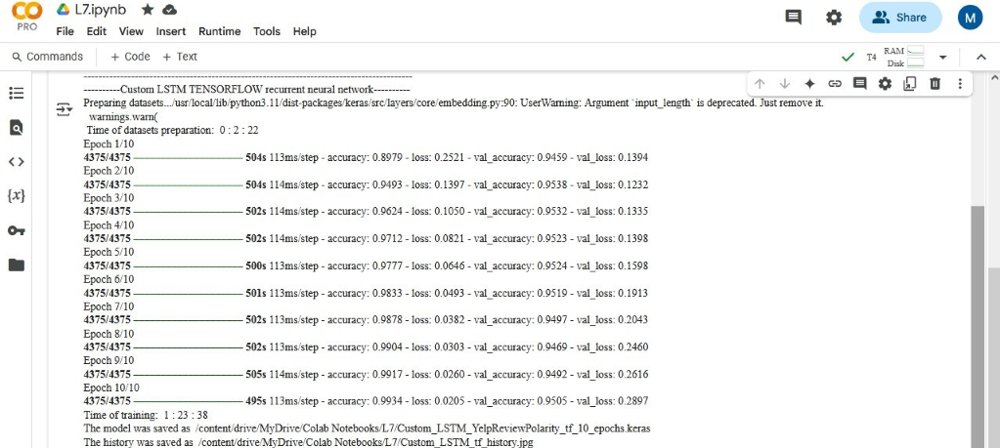 L7.ipynb
PRO
File Edit View Insert Runtime Tools Help
Share
M
Commands + Code + Text
T4 RAM Disk
----------Custom LSTM TENSORFLOW recurrent neural network----------
Preparing datasets.../usr/local/lib/python3.11/dist-packages/keras/src/layers/core/embedding.py:90: UserWarning: Argument `input_length` is deprecated. Just remove it.
warnings.warn(
Time of datasets preparation: 0 : 2 : 22
Epoch 1/10
4375/4375 504s 113ms/step - accuracy: 0.8979 - loss: 0.2521 - val_accuracy: 0.9459 - val_loss: 0.1394
Epoch 2/10
4375/4375 504s 114ms/step - accuracy: 0.9493 - loss: 0.1397 - val_accuracy: 0.9538 - val_loss: 0.1232
Epoch 3/10
4375/4375 502s 114ms/step - accuracy: 0.9624 - loss: 0.1050 - val_accuracy: 0.9532 - val_loss: 0.1335
Epoch 4/10
4375/4375 502s 114ms/step - accuracy: 0.9712 - loss: 0.0821 - val_accuracy: 0.9523 - val_loss: 0.1398
Epoch 5/10
4375/4375 500s 113ms/step - accuracy: 0.9777 - loss: 0.0646 - val_accuracy: 0.9524 - val_loss: 0.1598
Epoch 6/10
4375/4375 501s 113ms/step - accuracy: 0.9833 - loss: 0.0493 - val_accuracy: 0.9519 - val_loss: 0.1913
Epoch 7/10
4375/4375 502s 113ms/step - accuracy: 0.9878 - loss: 0.0382 - val_accuracy: 0.9497 - val_loss: 0.2043
Epoch 8/10
4375/4375 502s 113ms/step - accuracy: 0.9904 - loss: 0.0303 - val_accuracy: 0.9469 - val_loss: 0.2460
Epoch 9/10
4375/4375 505s 114ms/step - accuracy: 0.9917 - loss: 0.0260 - val_accuracy: 0.9492 - val_loss: 0.2616
Epoch 10/10
4375/4375 495s 113ms/step - accuracy: 0.9934 - loss: 0.0205 - val_accuracy: 0.9505 - val_loss: 0.2897
Time of training: 1 : 23 : 38
The model was saved as /content/drive/MyDrive/Colab Notebooks/L7/Custom_LSTM_YelpReviewPolarity_tf_10_epochs.keras
The history was saved as /content/drive/MyDrive/Colab Notebooks/L7/Custom_LSTM_tf_history.jpg